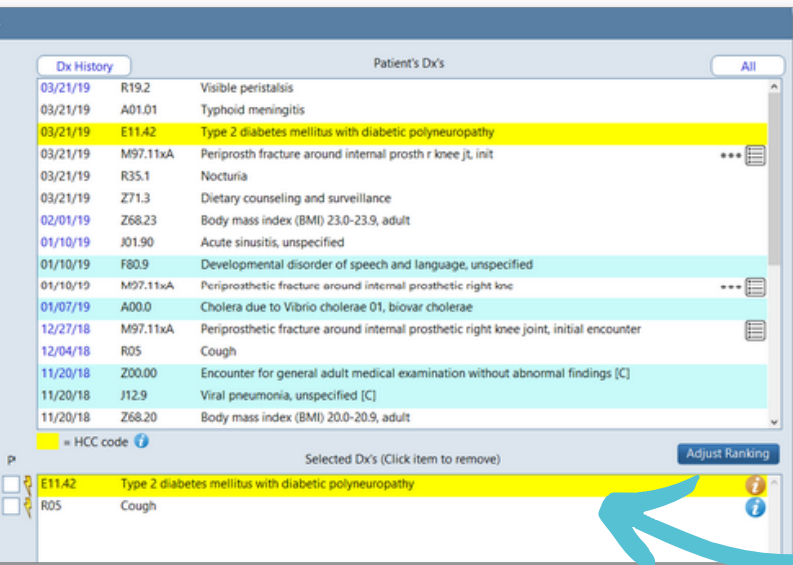 Dx History Patient's Dx's All
03/21/19 R19.2 Visible peristalsis
03/21/19 A01.01 Typhoid meningitis
03/21/19 E11.42 Type 2 diabetes mellitus with diabetic polyneuropathy
03/21/19 M97.11xA Periprosth fracture around internal prosth r knee jt, init
03/21/19 R35.1 Nocturia
03/21/19 Z71.3 Dietary counseling and surveillance
02/01/19 Z68.23 Body mass index (BMI) 23.0-23.9, adult
01/10/19 J01.90 Acute sinusitis, unspecified
01/10/19 F80.9 Developmental disorder of speech and language, unspecified
01/10/19 M97.11xA Periprosthetic fracture around internal prosthetic right kne
01/07/19 A00.0 Cholera due to Vibrio cholerae 01, biovar cholerae
12/27/18 M97.11xA Periprosthetic fracture around internal prosthetic right knee joint, initial encounter
12/04/18 R05 Cough
11/20/18 Z00.00 Encounter for general adult medical examination without abnormal findings [C]
11/20/18 J12.9 Viral pneumonia, unspecified [C]
11/20/18 Z68.20 Body mass index (BMI) 20.0-20.9, adult
= HCC code i
Selected Dx's (Click item to remove) Adjust Ranking
E11.42 Type 2 diabetes mellitus with diabetic polyneuropathy i
R05 Cough i